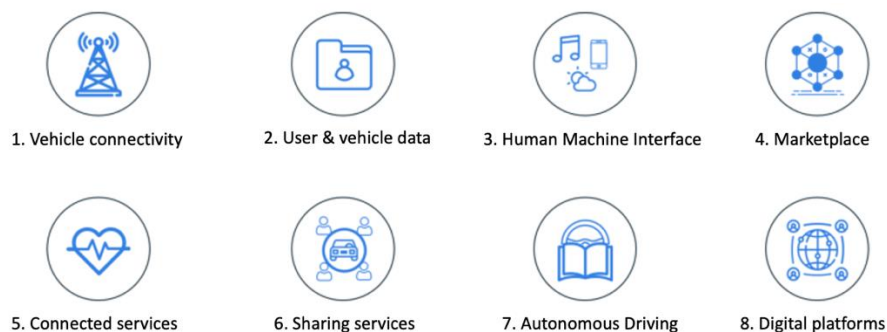 1. Vehicle connectivity
2. User & vehicle data
3. Human Machine Interface
4. Marketplace
5. Connected services
6. Sharing services
7. Autonomous Driving
8. Digital platforms